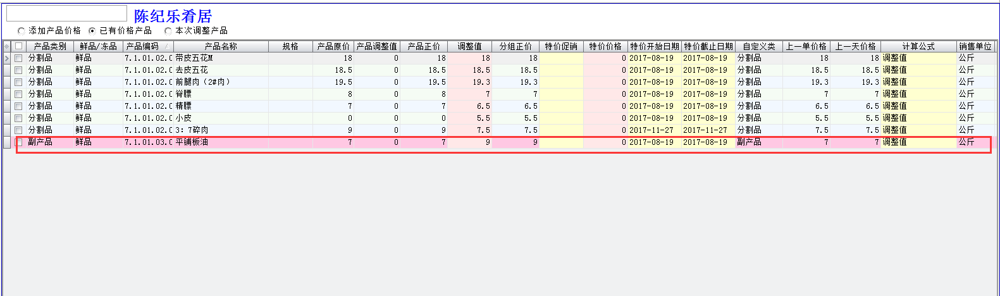 陈纪乐肴居
添加产品价格 已有价格产品 本次调整产品
产品类别 鲜品/冻品 产品编码 产品名称 规格 产品原价 产品调整值 产品正价 调整值 分组正价 特价促销 特价价格 特价开始日期 特价截止日期 自定义类 上一单价格 上一天价格 计算公式 销售单位
分割品 鲜品 7.1.01.02.0 带皮五花M 18 0 18 18 18 0 2017-08-19 2017-08-19 分割品 18 18 调整值 公斤
分割品 鲜品 7.1.01.02.0 去皮五花 18.5 0 18.5 18.5 18.5 0 2017-08-19 2017-08-19 分割品 18.5 18.5 调整值 公斤
分割品 鲜品 7.1.01.02.0 前腿肉（2#肉） 19.5 0 19.5 19.3 19.3 0 2017-08-19 2017-08-19 分割品 19.3 19.3 调整值 公斤
分割品 鲜品 7.1.01.02.0 脊膘 8 0 8 7 7 0 2017-08-19 2017-08-19 分割品 7 7 调整值 公斤
分割品 鲜品 7.1.01.02.0 精膘 7 0 7 6.5 6.5 0 2017-08-19 2017-08-19 分割品 6.5 6.5 调整值 公斤
分割品 鲜品 7.1.01.02.0 小皮 0 0 0 5.5 5.5 0 2017-08-19 2017-08-19 分割品 5.5 5.5 调整值 公斤
分割品 鲜品 7.1.01.02.0 3：7碎肉 9 0 9 7.5 7.5 0 2017-11-27 2017-11-27 分割品 7.5 7.5 调整值 公斤
副产品 鲜品 7.1.01.03.0 平铺板油 7 0 7 9 9 0 2017-08-19 2017-08-19 副产品 7 7 调整值 公斤